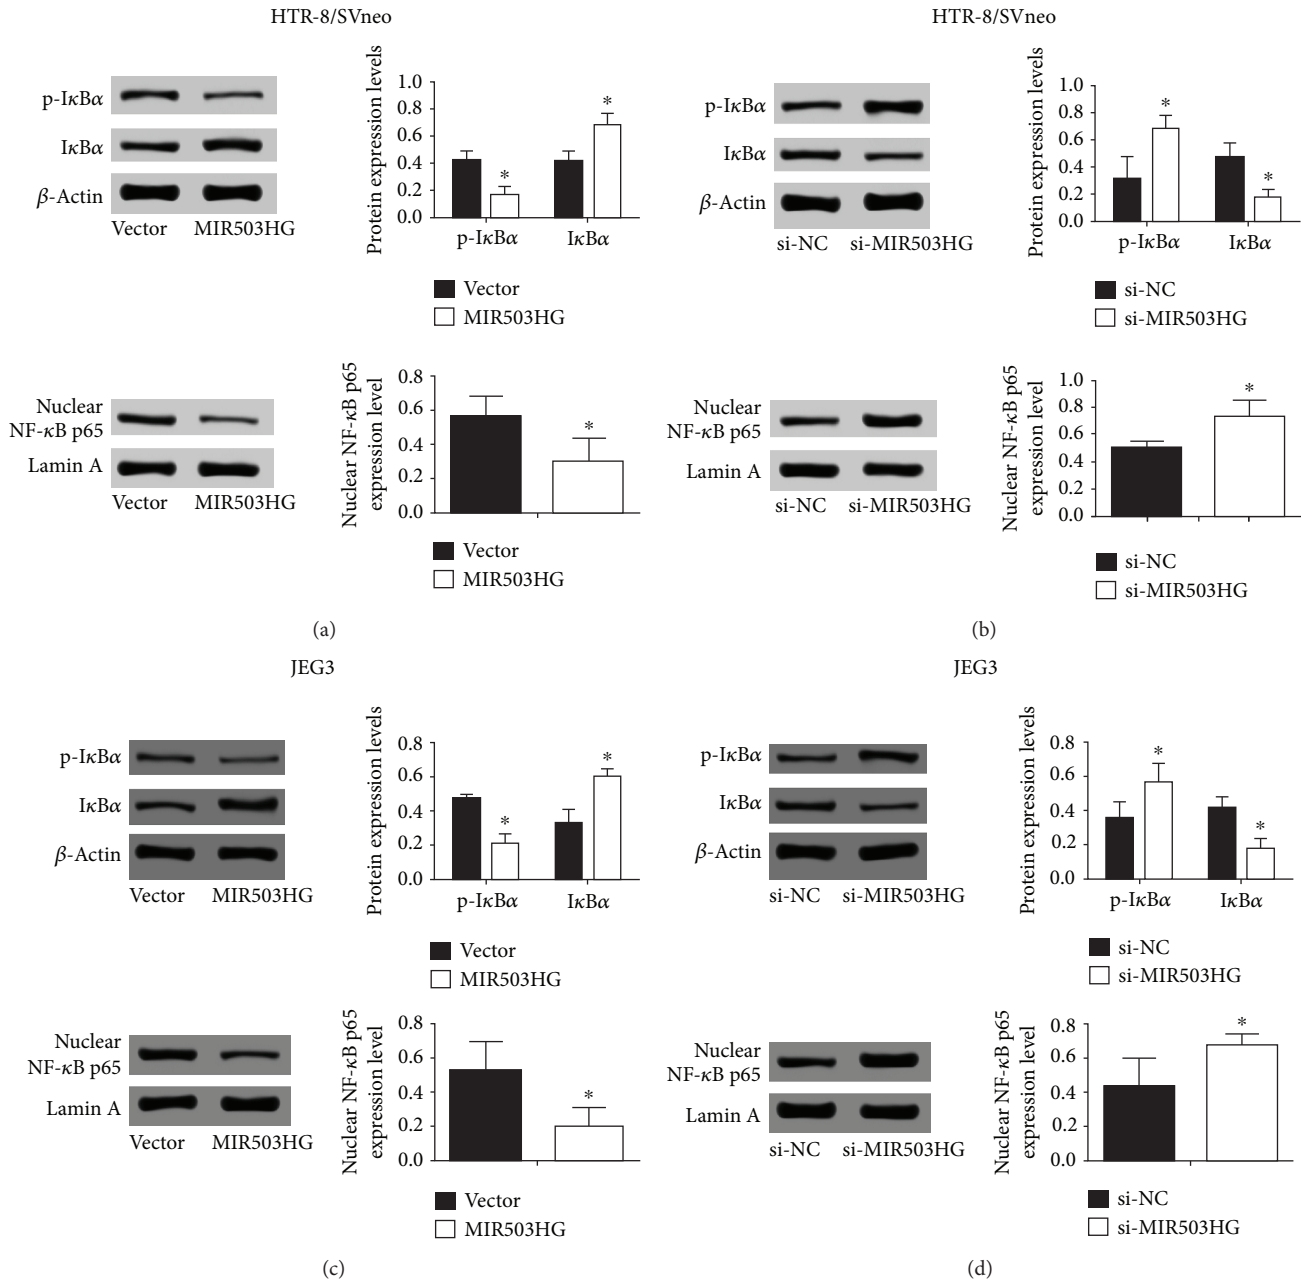 HTR-8/SVneo
p-IκBα
IκBα
β-Actin
Vector MIR503HG
Protein expression levels
1.0
0.8
0.6
0.4
0.2
0.0
*
*
p-IκBα IκBα
Vector
MIR503HG
Nuclear
NF-κB p65
Lamin A
Vector MIR503HG
Nuclear NF-κB p65
expression level
0.8
0.6
0.4
0.2
0.0
*
Vector
MIR503HG
(a)
HTR-8/SVneo
p-IκBα
IκBα
β-Actin
si-NC si-MIR503HG
Protein expression levels
1.0
0.8
0.6
0.4
0.2
0.0
*
*
p-IκBα IκBα
si-NC
si-MIR503HG
Nuclear
NF-κB p65
Lamin A
si-NC si-MIR503HG
Nuclear NF-κB p65
expression level
1.0
0.8
0.6
0.4
0.2
0.0
*
si-NC
si-MIR503HG
(b)
JEG3
p-IκBα
IκBα
β-Actin
Vector MIR503HG
Protein expression levels
0.8
0.6
0.4
0.2
0.0
*
*
p-IκBα IκBα
Vector
MIR503HG
Nuclear
NF-κB p65
Lamin A
Vector MIR503HG
Nuclear NF-κB p65
expression level
0.8
0.6
0.4
0.2
0.0
*
Vector
MIR503HG
(c)
JEG3
p-IκBα
IκBα
β-Actin
si-NC si-MIR503HG
Protein expression levels
0.8
0.6
0.4
0.2
0.0
*
*
p-IκBα IκBα
si-NC
si-MIR503HG
Nuclear
NF-κB p65
Lamin A
si-NC si-MIR503HG
Nuclear NF-κB p65
expression level
0.8
0.6
0.4
0.2
0.0
*
si-NC
si-MIR503HG
(d)